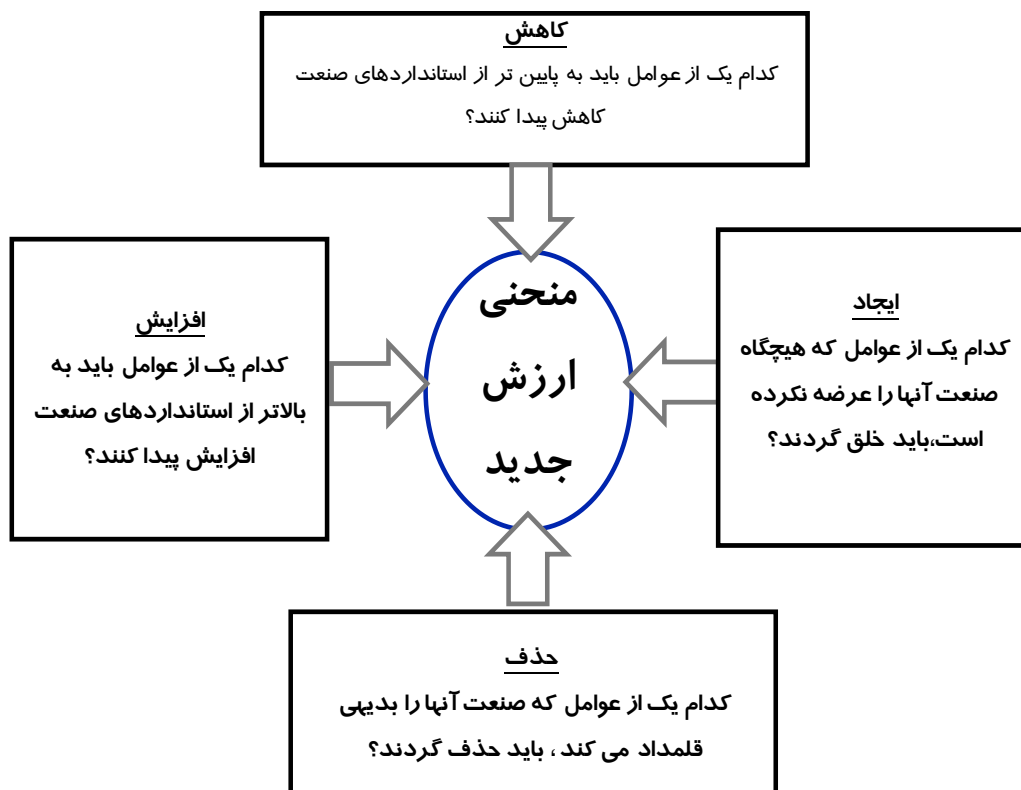 کاهش
کدام یک از عوامل باید به پایین تر از استانداردهای صنعت
کاهش پیدا کنند؟
ایجاد
کدام یک از عوامل که هیچگاه
صنعت آنها را عرضه نکرده
است،باید خلق گردند؟
منحنی
ارزش
جدید
افزایش
کدام یک از عوامل باید به
بالاتر از استانداردهای صنعت
افزایش پیدا کنند؟
حذف
کدام یک از عوامل که صنعت آنها را بدیهی
قلمداد می کند ، باید حذف گردند؟